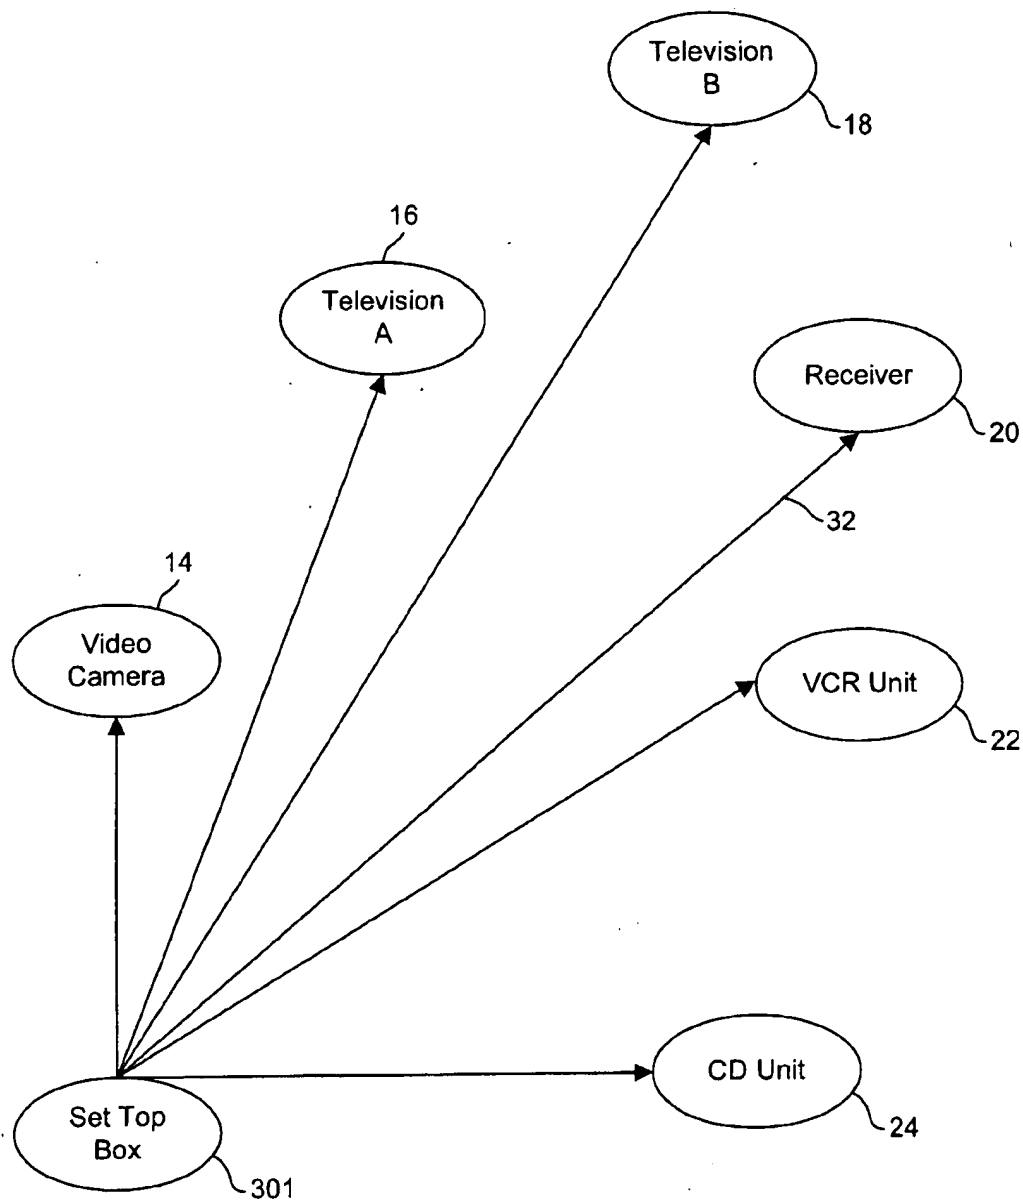 Television
B
18
16
Television
A
Receiver
20
32
14
Video
Camera
VCR Unit
22
CD Unit
24
Set Top
Box
301